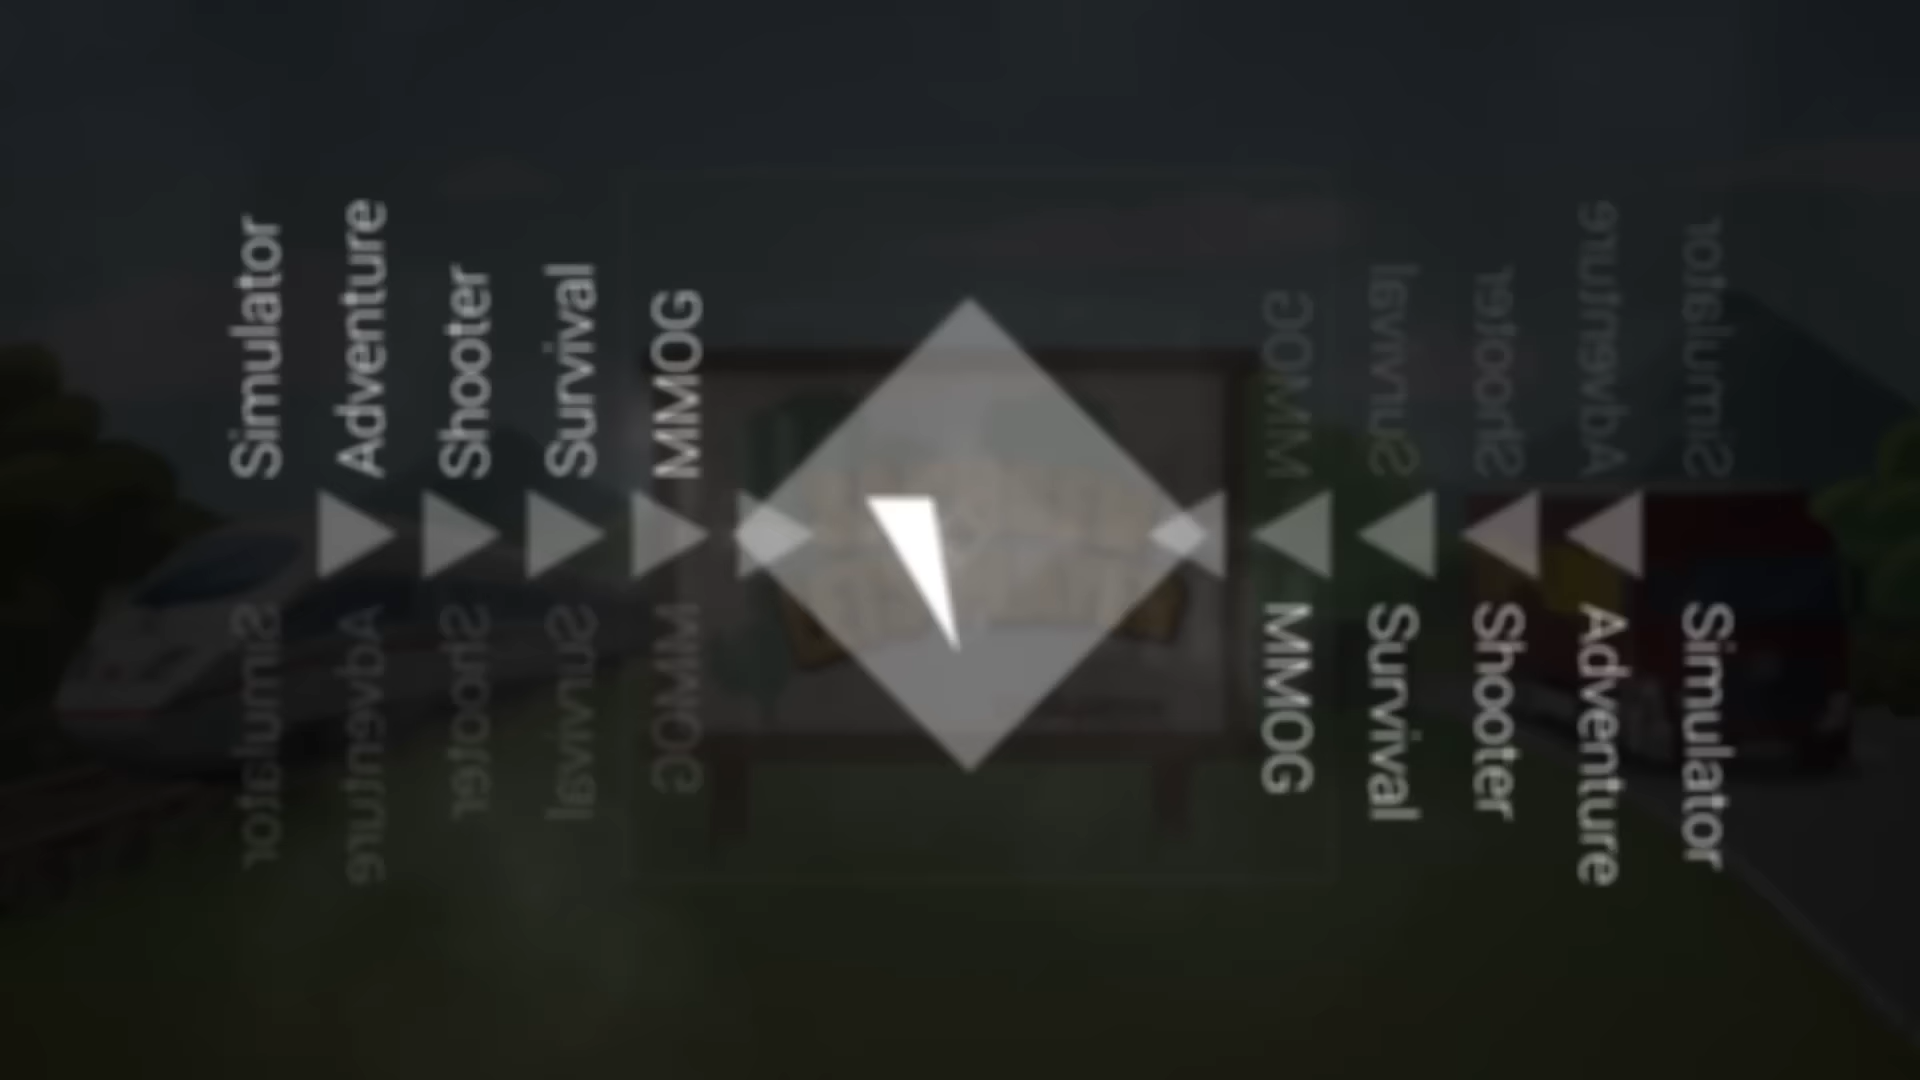 Simulator
Adventure
Shooter
Survival
MMOG
MMOG
Survival
Shooter
Adventure
Simulator